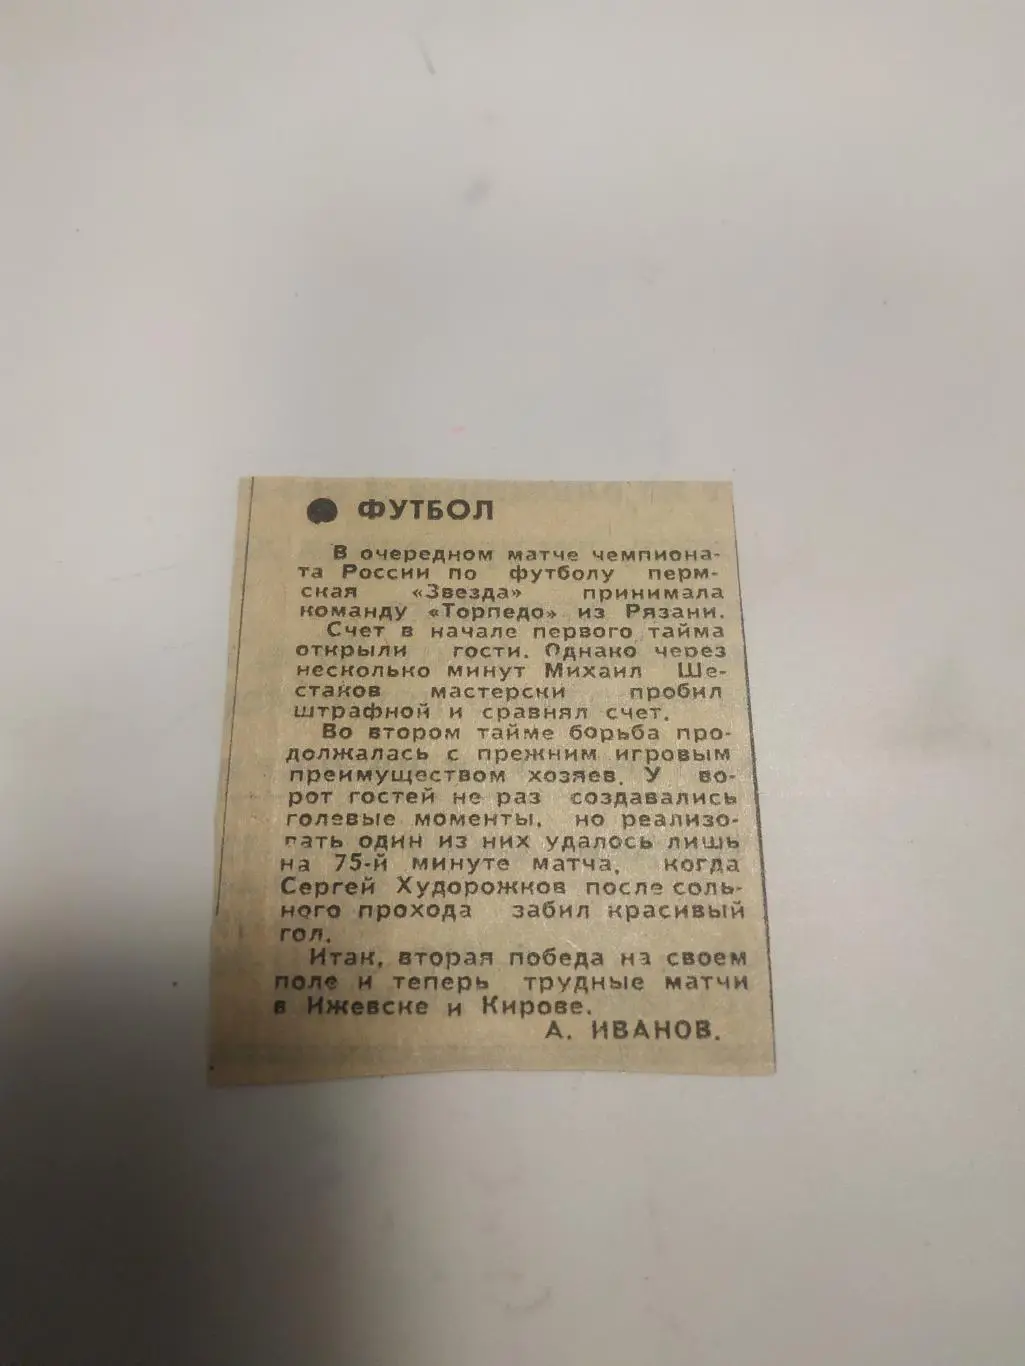 ФУТБОЛ
В очередном матче чемпиона-
та России по футболу перм-
ская «Звезда» принимала
команду «Торпедо» из Рязани.
Счет в начале первого тайма
открыли гости. Однако через
несколько минут Михаил Ше-
стаков мастерски пробил
штрафной и сравнял счет.
Во втором тайме борьба про-
должалась с прежним игровым
преимуществом хозяев. У во-
рот гостей не раз создавались
голевые моменты, но реализо-
вать один из них удалось лишь
на 75-й минуте матча, когда
Сергей Худорожков после соль-
ного прохода забил красивый
гол.
Итак, вторая победа на своем
поле и теперь трудные матчи
в Ижевске и Кирове.
А. ИВАНОВ.